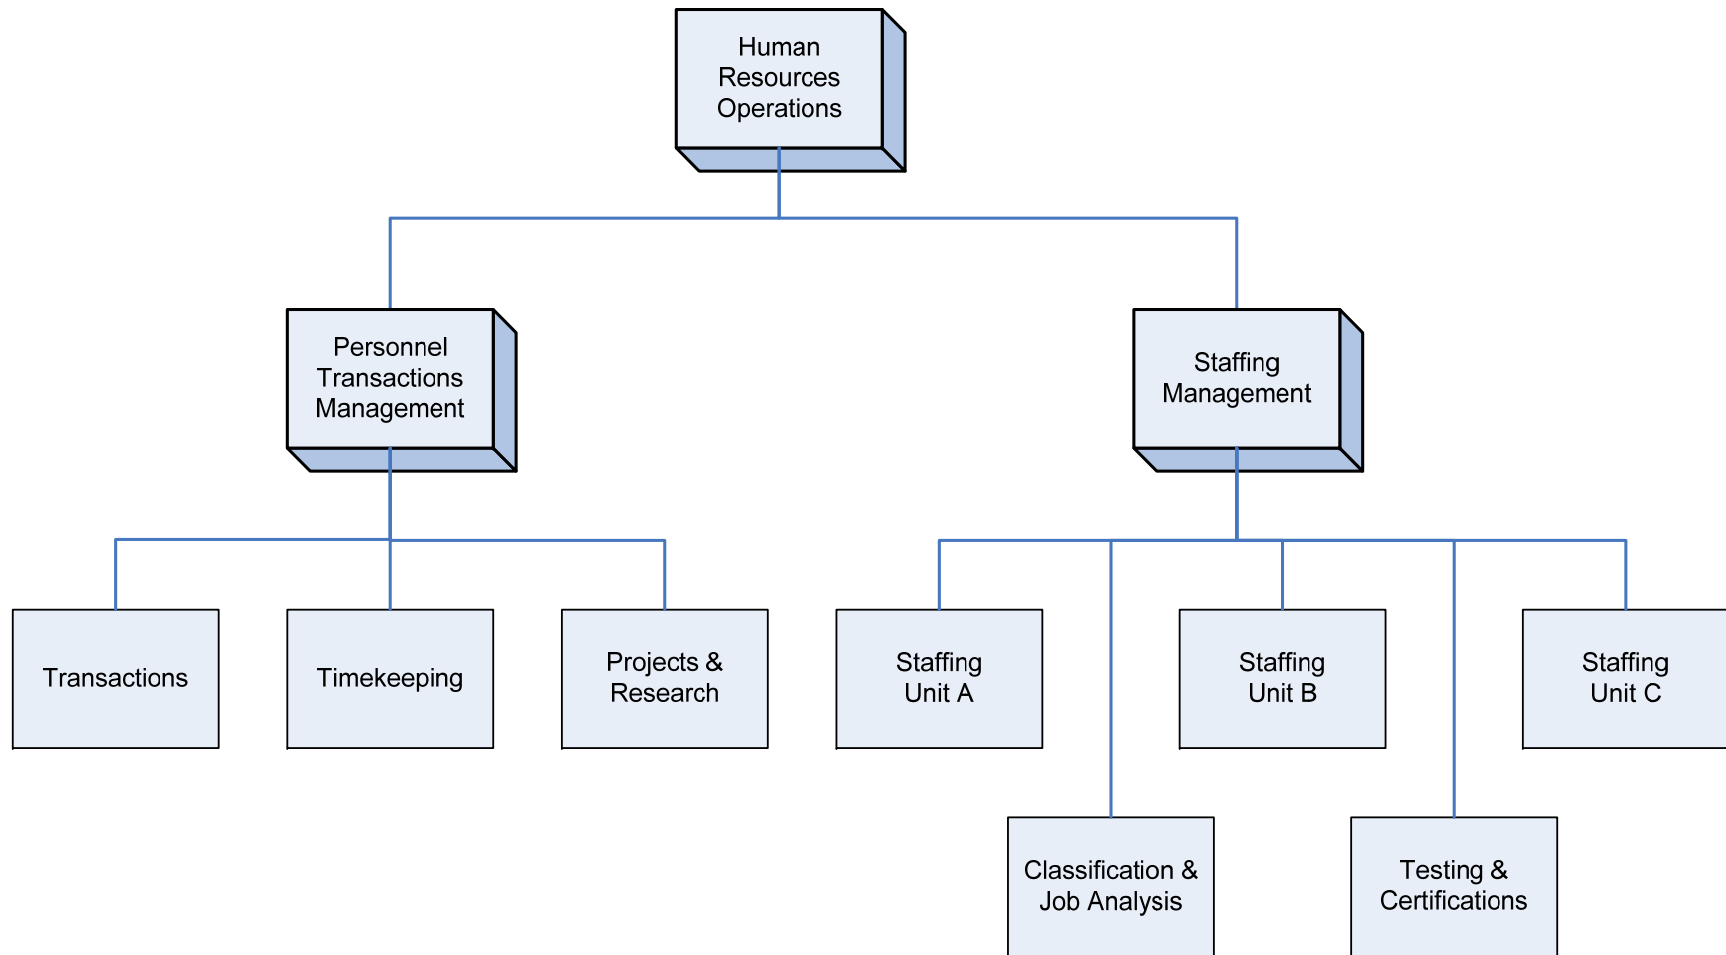 Human
Resources
Operations
Personnel
Transactions
Management
Staffing
Management
Transactions
Timekeeping
Projects &
Research
Staffing
Unit A
Staffing
Unit B
Staffing
Unit C
Classification &
Job Analysis
Testing &
Certifications